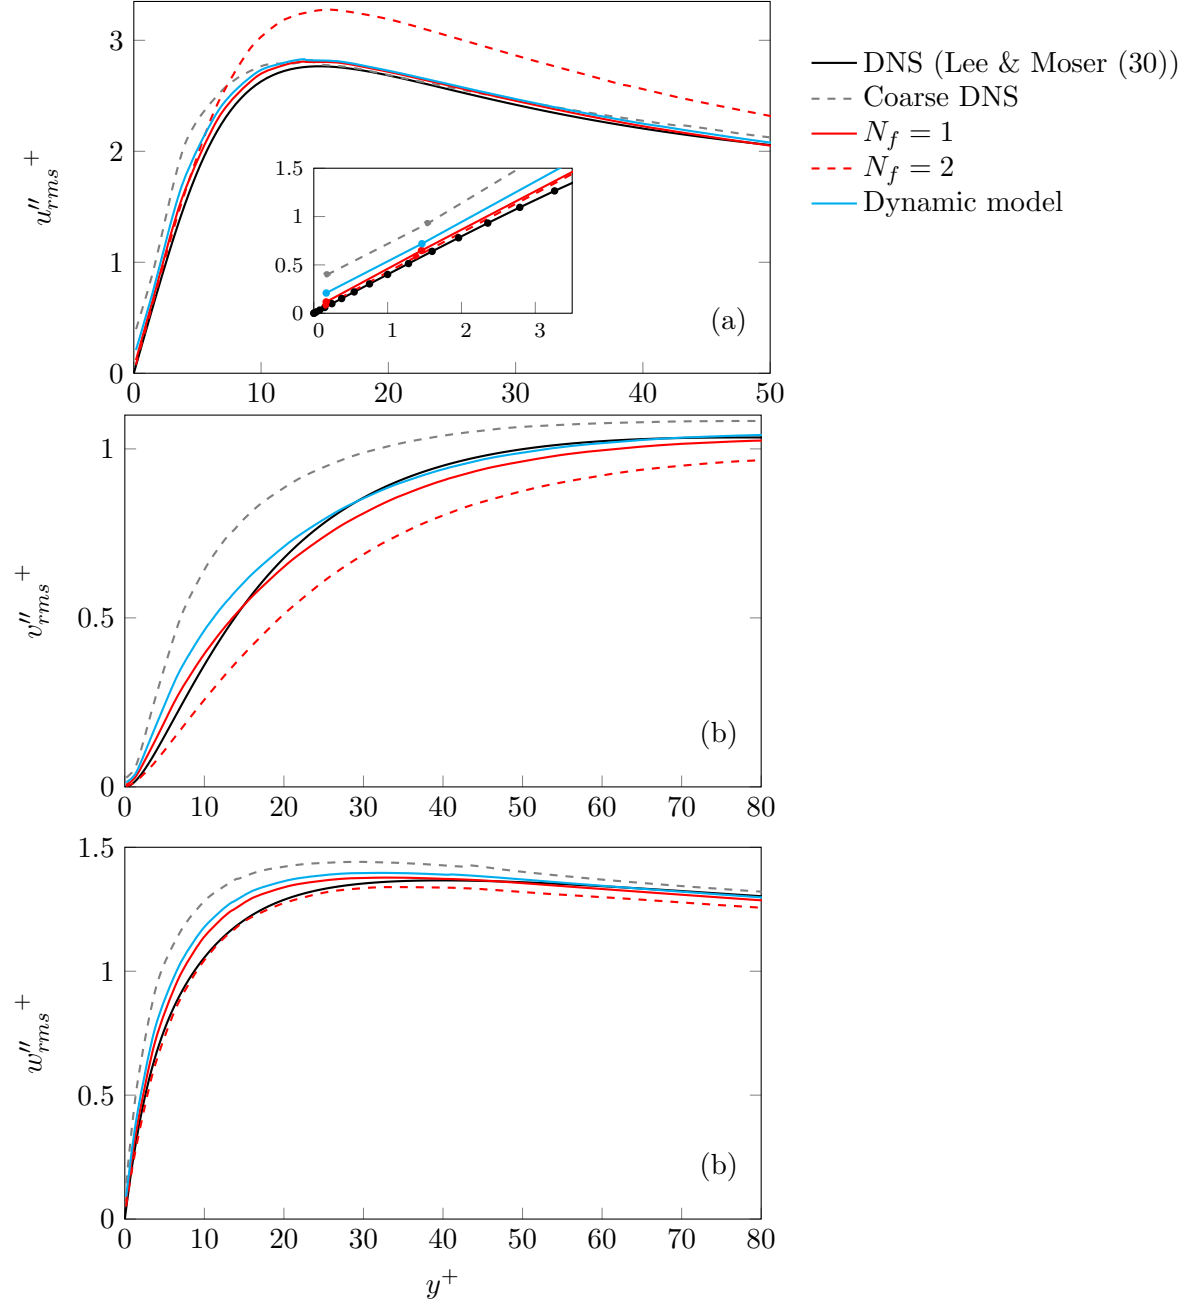 3
2
1
0
u''rms+
1.5
1
0.5
0
0 1 2 3
(a)
0 10 20 30 40 50
DNS (Lee & Moser (30))
Coarse DNS
Nf = 1
Nf = 2
Dynamic model
1
0.5
0
v''rms+
(b)
0 10 20 30 40 50 60 70 80
1.5
1
0.5
0
w''rms+
(b)
0 10 20 30 40 50 60 70 80
y+